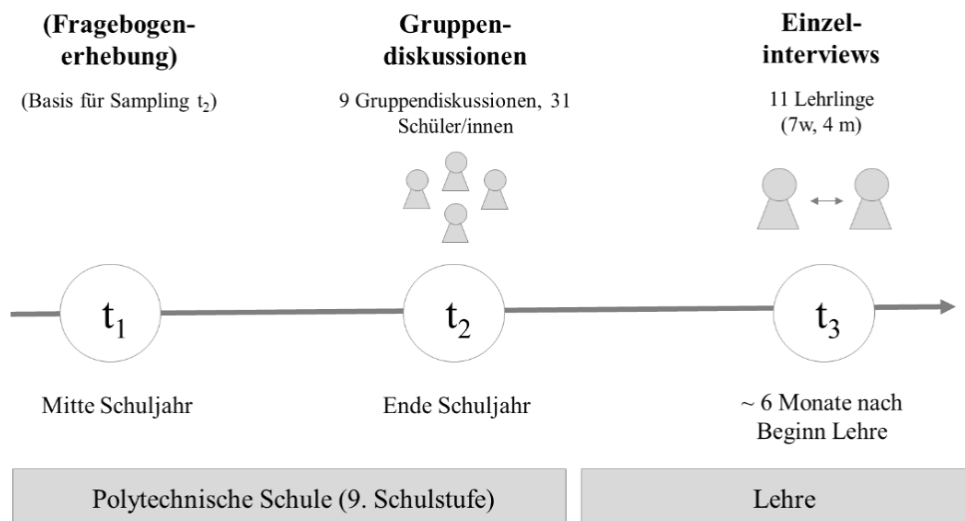 (Fragebogen-
erhebung)
(Basis für Sampling t₂)
Gruppen-
diskussionen
9 Gruppendiskussionen, 31
Schüler/innen
Einzel-
interviews
11 Lehrlinge
(7w, 4 m)
t₁
t₂
t₃
Mitte Schuljahr
Ende Schuljahr
~ 6 Monate nach
Beginn Lehre
Polytechnische Schule (9. Schulstufe)
Lehre